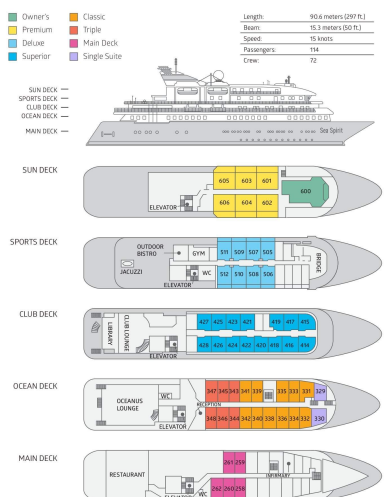 Owner's
Premium
Deluxe
Superior
Classic
Triple
Main Deck
Single Suite
Length: 90.6 meters (297 ft.)
Beam: 15.3 meters (50 ft.)
Speed: 15 knots
Passengers: 114
Crew: 72
SUN DECK
SPORTS DECK
CLUB DECK
OCEAN DECK
MAIN DECK
Sea Spirit
SUN DECK
605 603 601
600
606 604 602
ELEVATOR
SPORTS DECK
OUTDOOR
BISTRO
GYM
511 509 507 505
BRIDGE
JACUZZI
WC
512 510 508 506
ELEVATOR
CLUB DECK
LIBRARY
CLUB LOUNGE
427 425 423 421 419 417 415
428 426 424 422 420 418 416 414
ELEVATOR
OCEAN DECK
OCEANUS
LOUNGE
WC
347 345 343 341 339 335 333 331 329
RECEPTION
348 346 344 342 340 338 336 334 332 330
ELEVATOR
MAIN DECK
RESTAURANT
261 259
INFIRMARY
262 260 258
WC
ELEVATOR